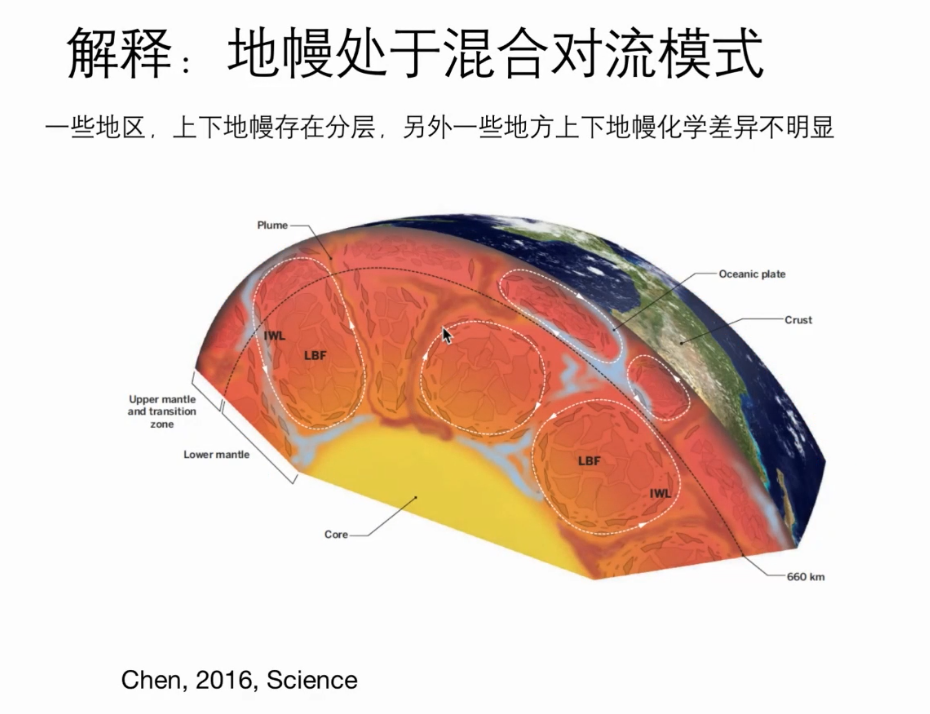 解释：地幔处于混合对流模式
一些地区，上下地幔存在分层，另外一些地方上下地幔化学差异不明显
Plume
Oceanic plate
Crust
IWL
LBF
Upper mantle
and transition
zone
Lower mantle
LBF
IWL
Core
660 km
Chen, 2016, Science